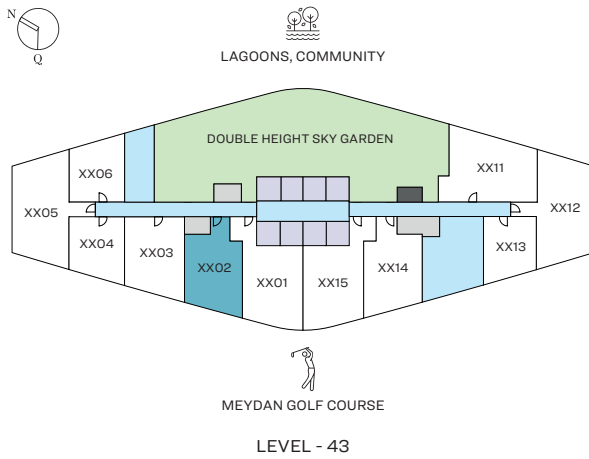 N
Q
LAGOONS, COMMUNITY
DOUBLE HEIGHT SKY GARDEN
XX06
XX11
XX05
XX12
XX04
XX03
XX02
XX01
XX15
XX14
XX13
MEYDAN GOLF COURSE
LEVEL - 43